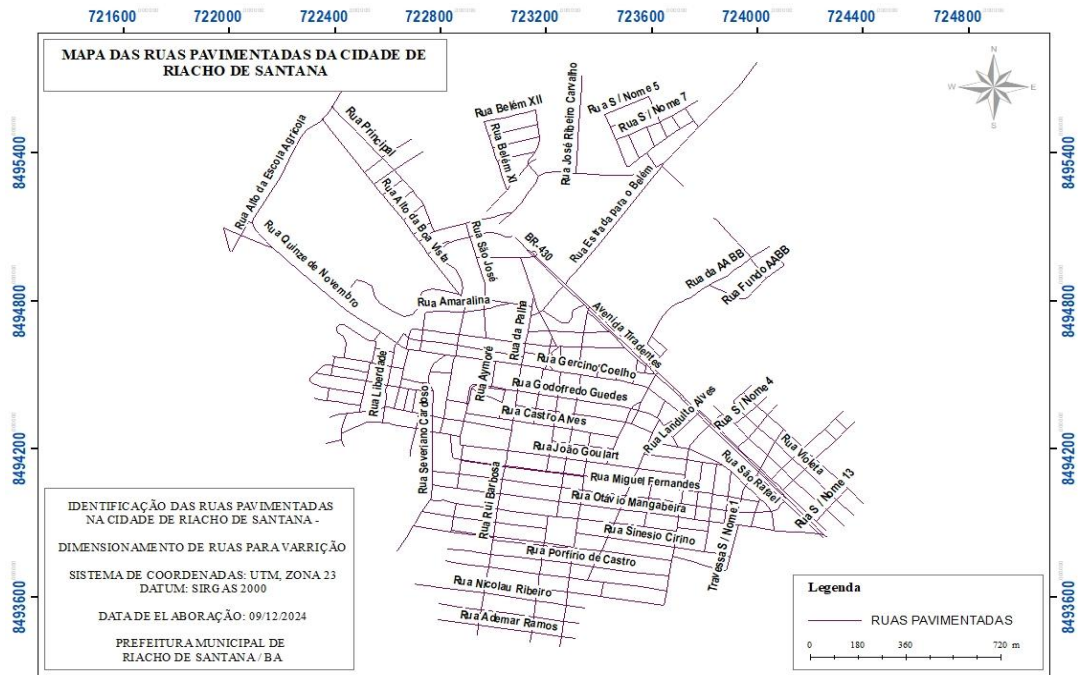 721600 722000 722400 722800 723200 723600 724000 724400 724800
MAPA DAS RUAS PAVIMENTADAS DA CIDADE DE
RIACHO DE SANTANA
N
W E
S
8495400
8494800
8494200
8493600
8495400
8494800
8494200
8493600
Rua Belém XII
Rua Belém XI
Rua José Ribeiro Carvalho
Rua S / Nome 5
Rua S / Nome 7
Rua Principal
Rua Alto da Escola Agrícola
Rua Alto da Boa Vista
Rua Quinze de Novembro
Rua São José
BR-430
Rua Estrada Para o Belém
Rua da AABB
Rua Fundo AABB
Rua Amaralina
Rua da Palha
Avenida Tiradentes
Rua Gercino Coelho
Rua Liberdade
Rua Aymoré
Rua Godofredo Guedes
Rua Severiano Cardoso
Rua Castro Alves
Rua Landulfo Alves
Rua S / Nome 4
Rua João Goulart
Rua Violeta
Rua São Rafael
Rua Miguel Fernandes
Rua Rui Barbosa
Rua Otávio Mangabeira
Rua S / Nome 13
Rua Sinesio Cirino
Travessa S / Nome 1
Rua Porfirio de Castro
Rua Nicolau Ribeiro
Rua Ademar Ramos
IDENTIFICAÇÃO DAS RUAS PAVIMENTADAS
NA CIDADE DE RIACHO DE SANTANA -
DIMENSIONAMENTO DE RUAS PARA VARRIÇÃO
SISTEMA DE COORDENADAS: UTM, ZONA 23
DATUM: SIRGAS 2000
DATA DE ELABORAÇÃO: 09/12/2024
PREFEITURA MUNICIPAL DE
RIACHO DE SANTANA / BA
Legenda
RUAS PAVIMENTADAS
0 180 360 720 m